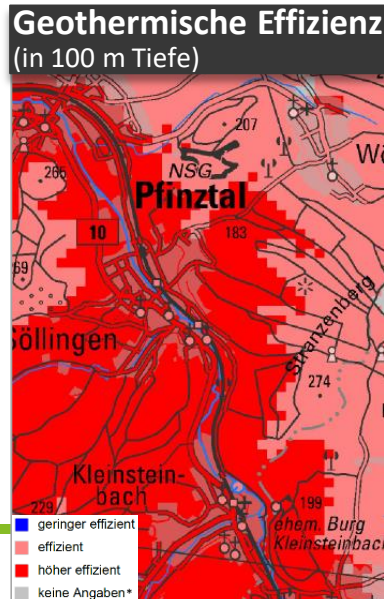 Geothermische Effizienz
(in 100 m Tiefe)
207
NSG
265
Pfinztal
10
183
69
Söllingen
Stranzenberg
274
Kleinstein-
bach
229
199
ehem. Burg
Kleinsteinbach
geringer effizient
effizient
höher effizient
keine Angaben*